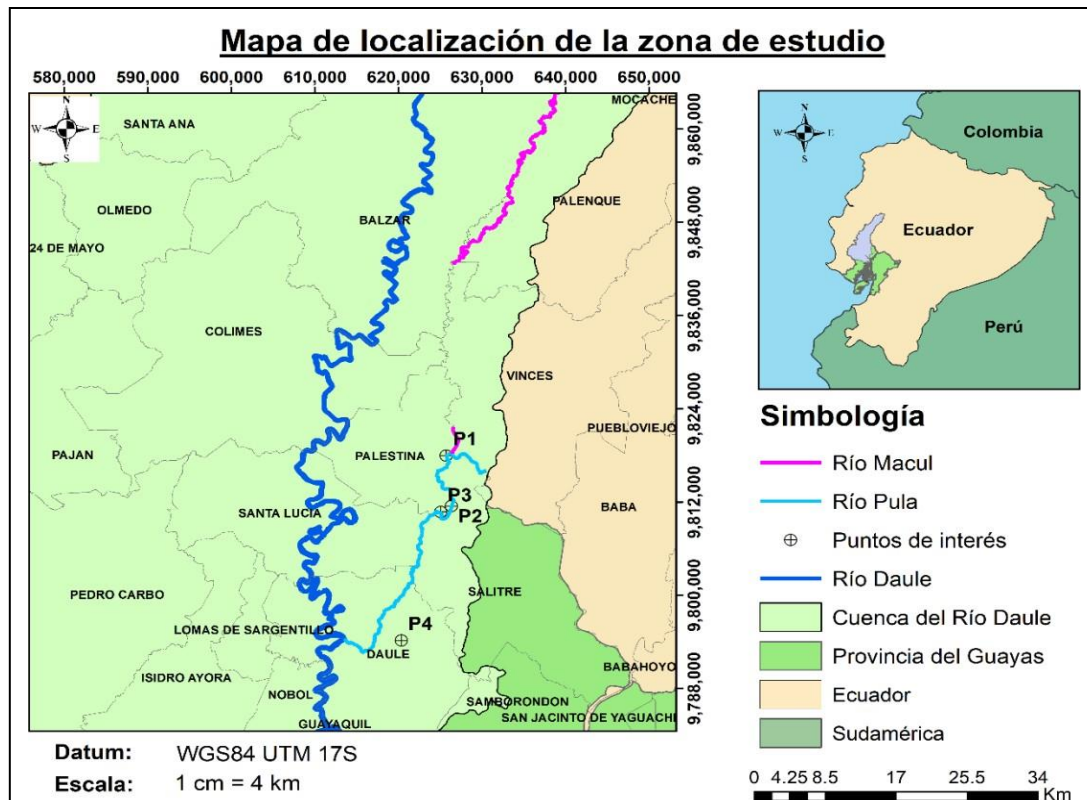 Mapa de localización de la zona de estudio
580,000 590,000 600,000 610,000 620,000 630,000 640,000 650,000
N
W E
S
MOCACHE
SANTA ANA
9,860,000
OLMEDO
PALENQUE
BALZAR
9,848,000
24 DE MAYO
9,836,000
COLIMES
VINCES
9,824,000
PUEBLOVIEJO
P1
PAJAN
PALESTINA
P3
9,812,000
SANTA LUCIA
P2
BABA
PEDRO CARBO
SALITRE
9,800,000
P4
LOMAS DE SARGENTILLO
DAULE
BABAHOYO
ISIDRO AYORA
NOBOL
9,788,000
SAMBORONDON
GUAYAQUIL
SAN JACINTO DE YAGUACHI
Datum: WGS84 UTM 17S
Escala: 1 cm = 4 km
N
W E
S
Colombia
Ecuador
Perú
Simbología
Río Macul
Río Pula
Puntos de interés
Río Daule
Cuenca del Río Daule
Provincia del Guayas
Ecuador
Sudamérica
0 4.25 8.5 17 25.5 34
Km